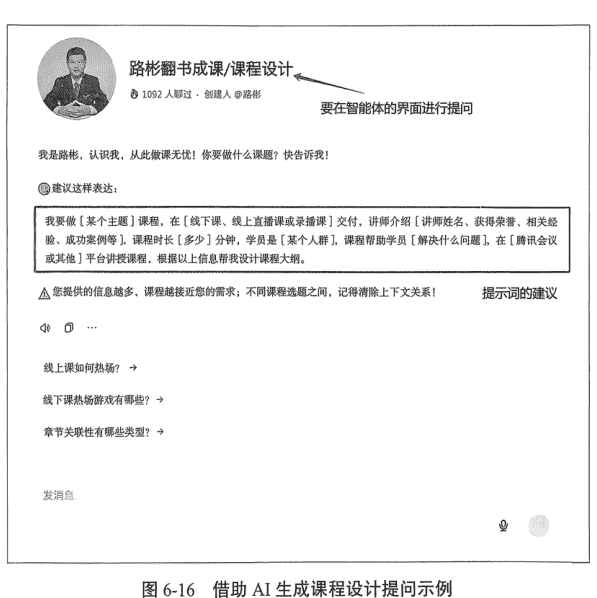 路彬翻书成课/课程设计
1092 人聊过 · 创建人 @路彬
要在智能体的界面进行提问
我是路彬，认识我，从此做课无忧！你要做什么课题？快告诉我！
建议这样表达：
我要做［某个主题］课程，在［线下课、线上直播课或录播课］交付，讲师介绍［讲师姓名、获得荣誉、相关经
验、成功案例等］，课程时长［多少］分钟，学员是［某个人群］，课程帮助学员［解决什么问题］，在［腾讯会议
或其他］平台讲授课程，根据以上信息帮我设计课程大纲。
您提供的信息越多，课程越接近您的需求；不同课程选题之间，记得清除上下文关系！
提示词的建议
线上课如何热场？ →
线下课热场游戏有哪些？ →
章节关联性有哪些类型？ →
发消息
图 6-16 借助 AI 生成课程设计提问示例